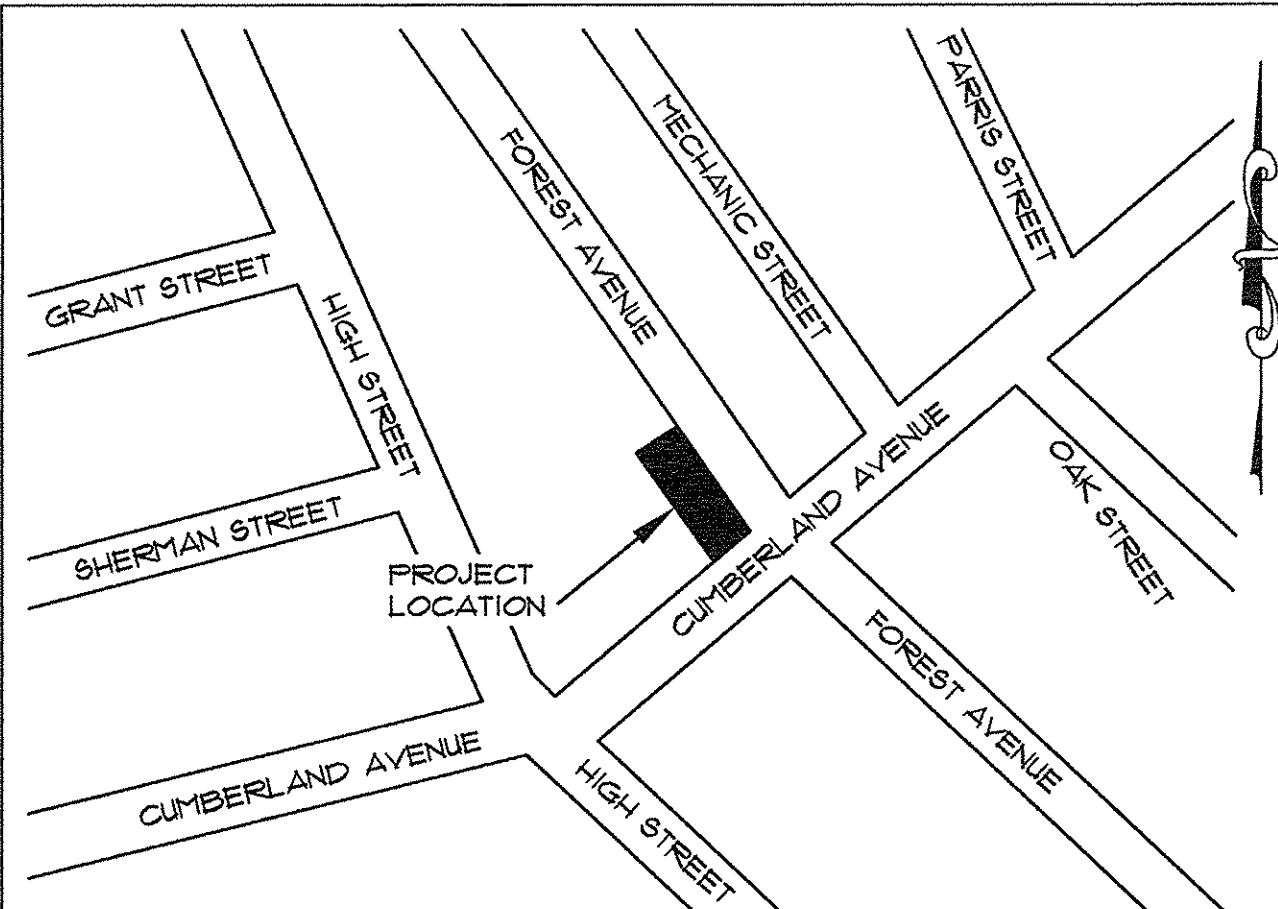 PARRIS STREET
MECHANIC STREET
FOREST AVENUE
GRANT STREET
HIGH STREET
CUMBERLAND AVENUE
OAK STREET
SHERMAN STREET
PROJECT
LOCATION
FOREST AVENUE
CUMBERLAND AVENUE
HIGH STREET